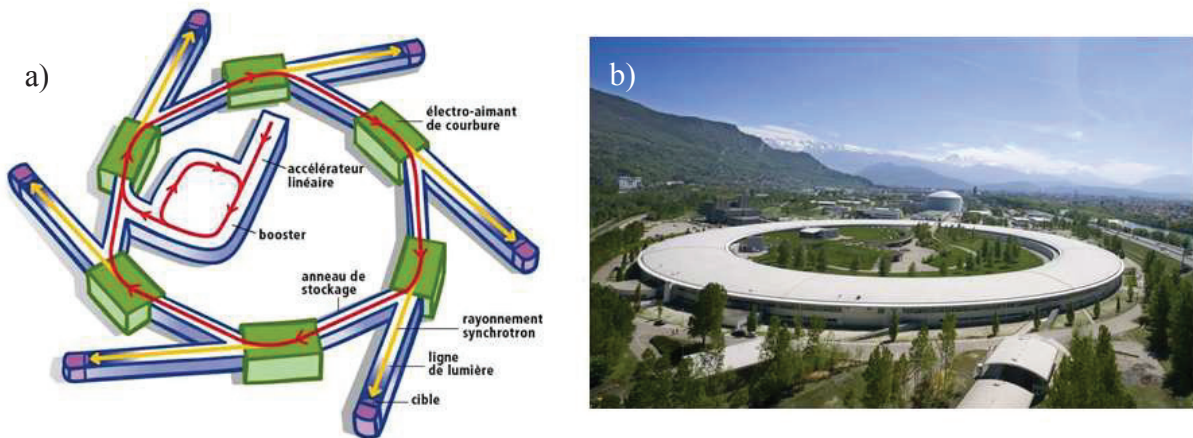 a)
électro-aimant
de courbure
accélérateur
linéaire
booster
anneau de
stockage
rayonnement
synchrotron
ligne
de lumière
cible
b)